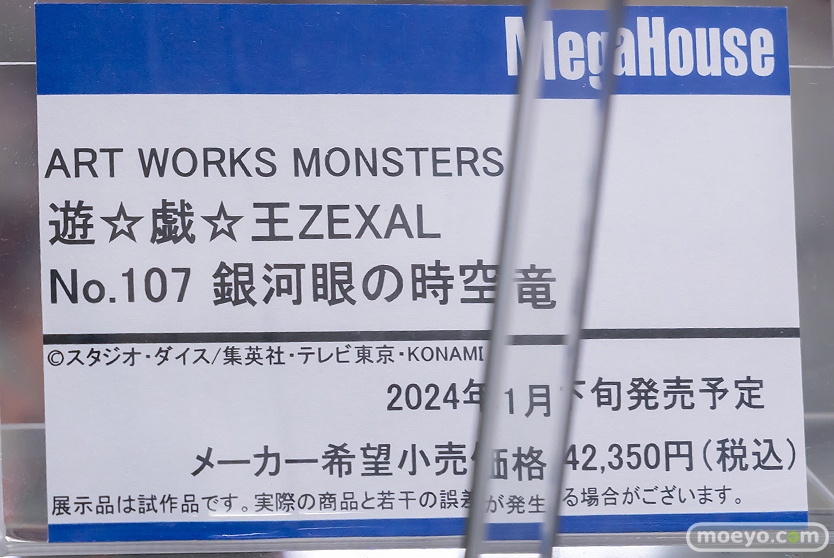 MegaHouse
ART WORKS MONSTERS
遊☆戯☆王ZEXAL
No.107 銀河眼の時空竜
©スタジオ・ダイス/集英社・テレビ東京・KONAMI
2024年1月下旬発売予定
メーカー希望小売価格 42,350円(税込)
展示品は試作品です。実際の商品と若干の誤差が発生する場合がございます。
moeyo.com